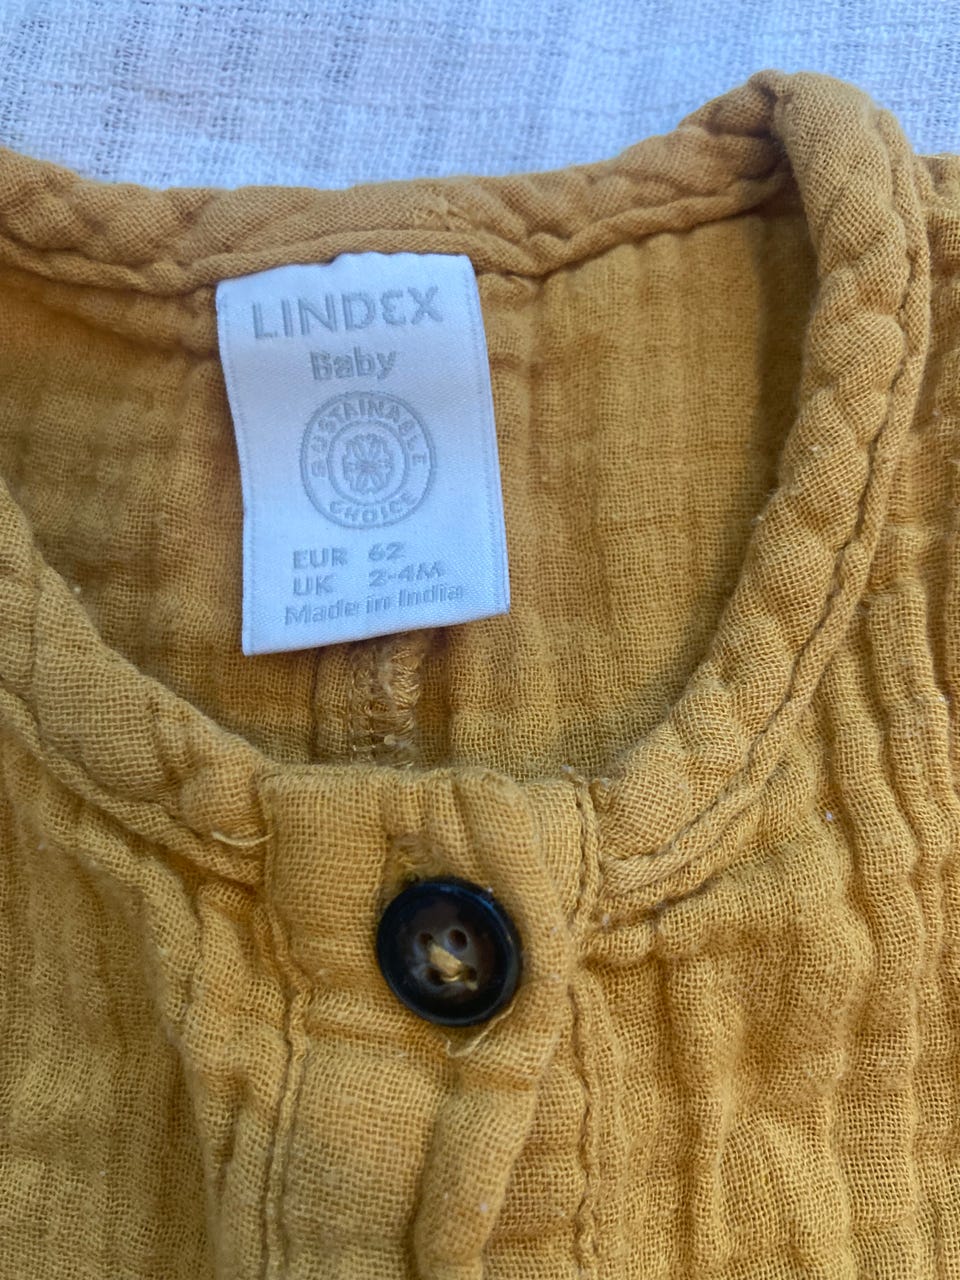 LINDEX
Baby
SUSTAINABLE
CHOICE
EUR 62
UK 2-4M
Made in India